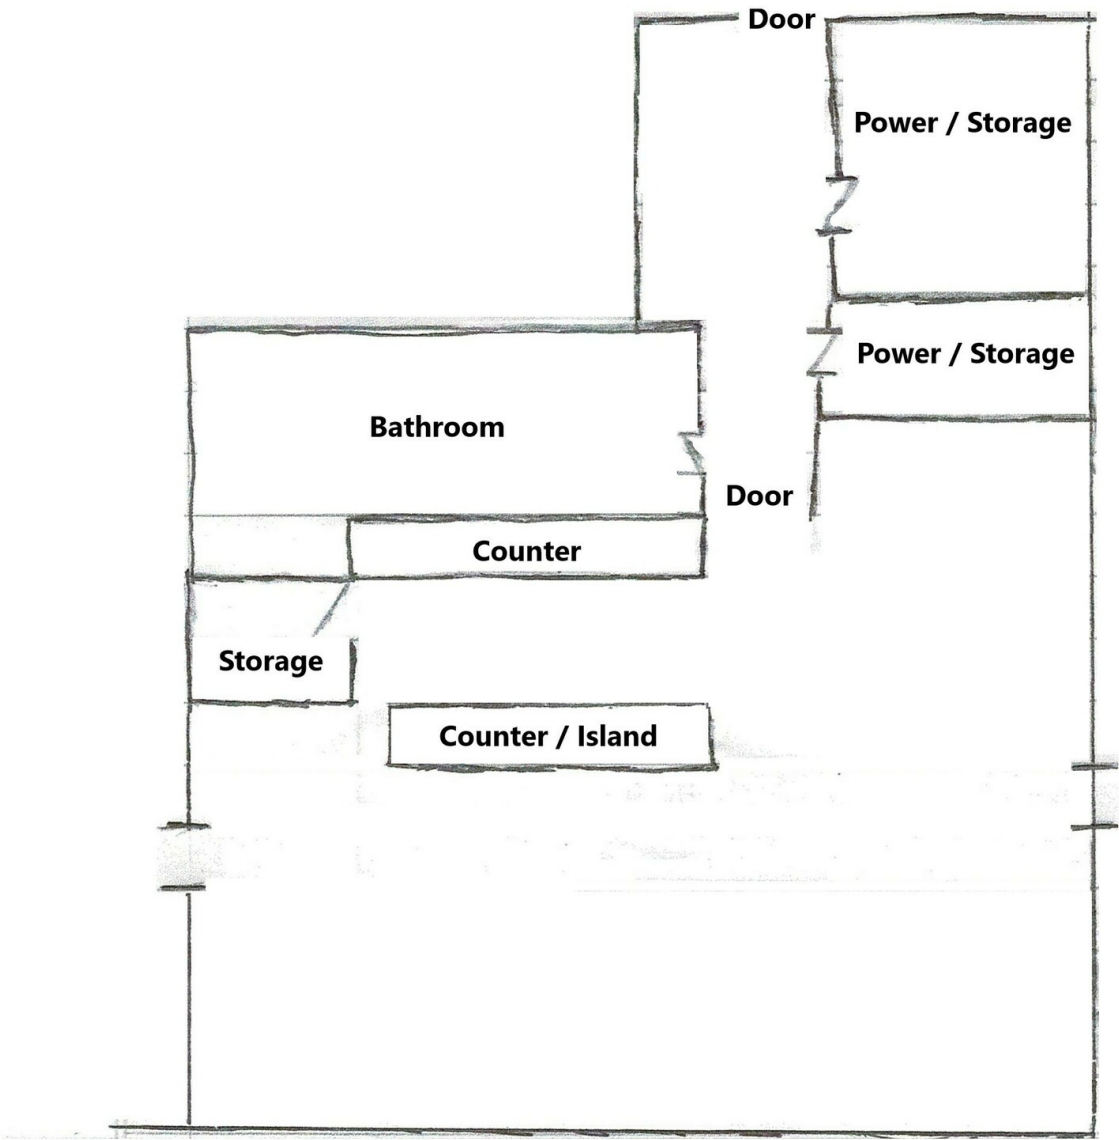 Door
Power / Storage
Power / Storage
Bathroom
Door
Counter
Storage
Counter / Island